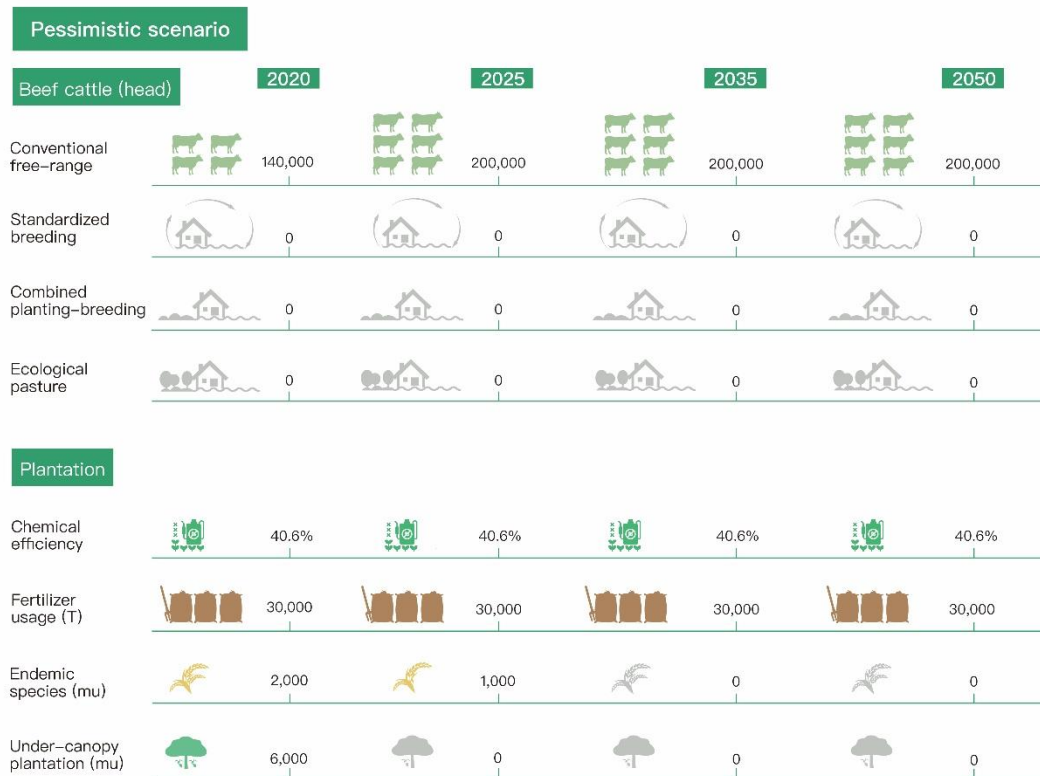 Pessimistic scenario
Beef cattle (head)
2020 2025 2035 2050
Conventional
free-range
140,000 200,000 200,000 200,000
Standardized
breeding
0 0 0 0
Combined
planting-breeding
0 0 0 0
Ecological
pasture
0 0 0 0
Plantation
Chemical
efficiency
40.6% 40.6% 40.6% 40.6%
Fertilizer
usage (T)
30,000 30,000 30,000 30,000
Endemic
species (mu)
2,000 1,000 0 0
Under-canopy
plantation (mu)
6,000 0 0 0